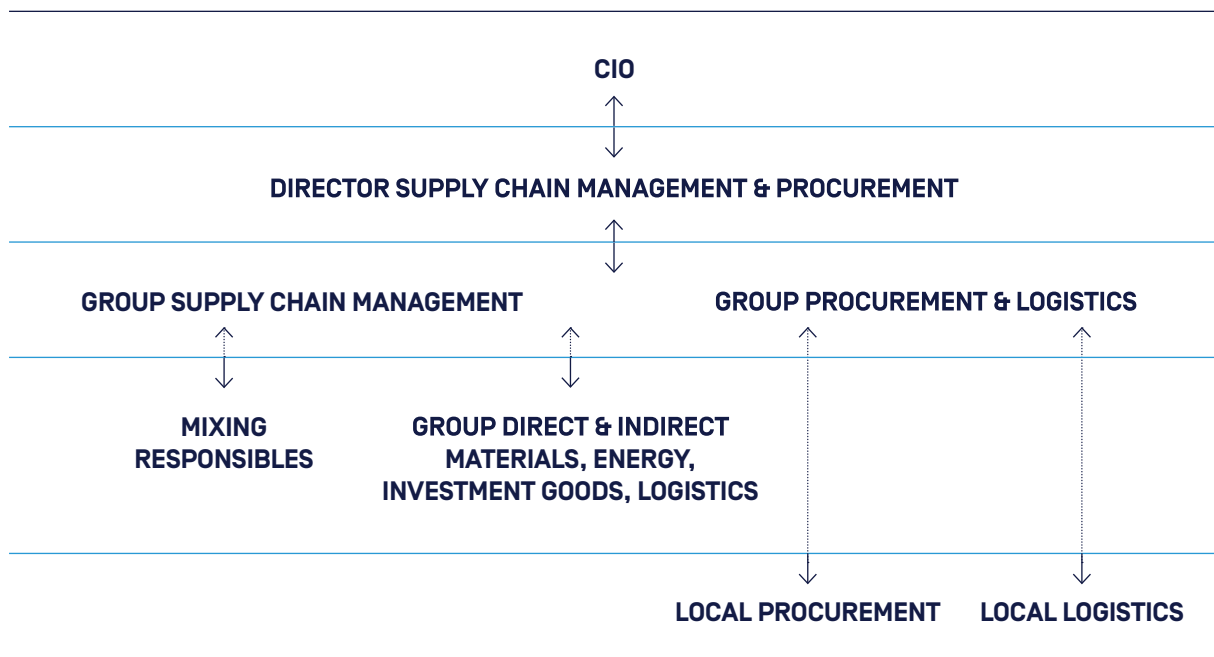 CIO
DIRECTOR SUPPLY CHAIN MANAGEMENT & PROCUREMENT
GROUP SUPPLY CHAIN MANAGEMENT
GROUP PROCUREMENT & LOGISTICS
MIXING
RESPONSIBLES
GROUP DIRECT & INDIRECT
MATERIALS, ENERGY,
INVESTMENT GOODS, LOGISTICS
LOCAL PROCUREMENT
LOCAL LOGISTICS